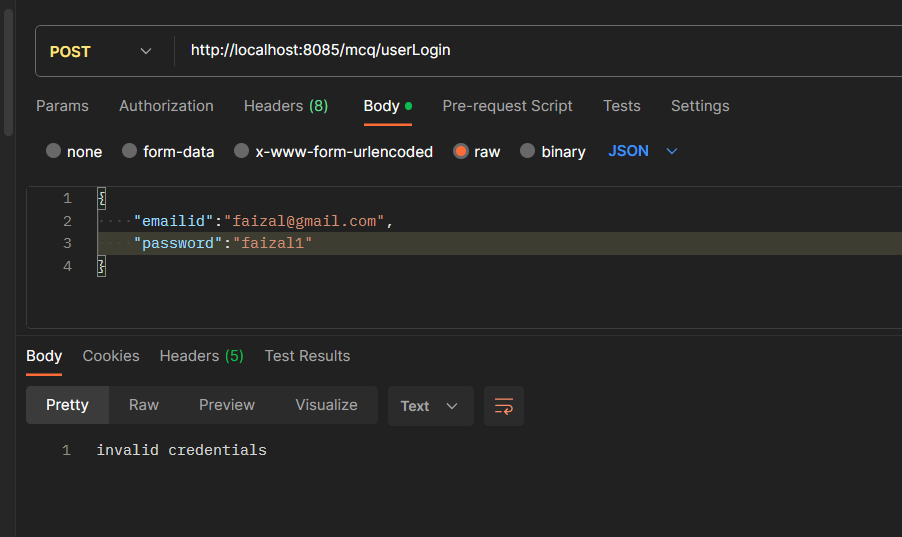 POST http://localhost:8085/mcq/userLogin
Params Authorization Headers (8) Body Pre-request Script Tests Settings
none form-data x-www-form-urlencoded raw binary JSON
1 {
2 "emailid":"faizal@gmail.com",
3 "password":"faizal1"
4 }
Body Cookies Headers (5) Test Results
Pretty Raw Preview Visualize Text
1 invalid credentials